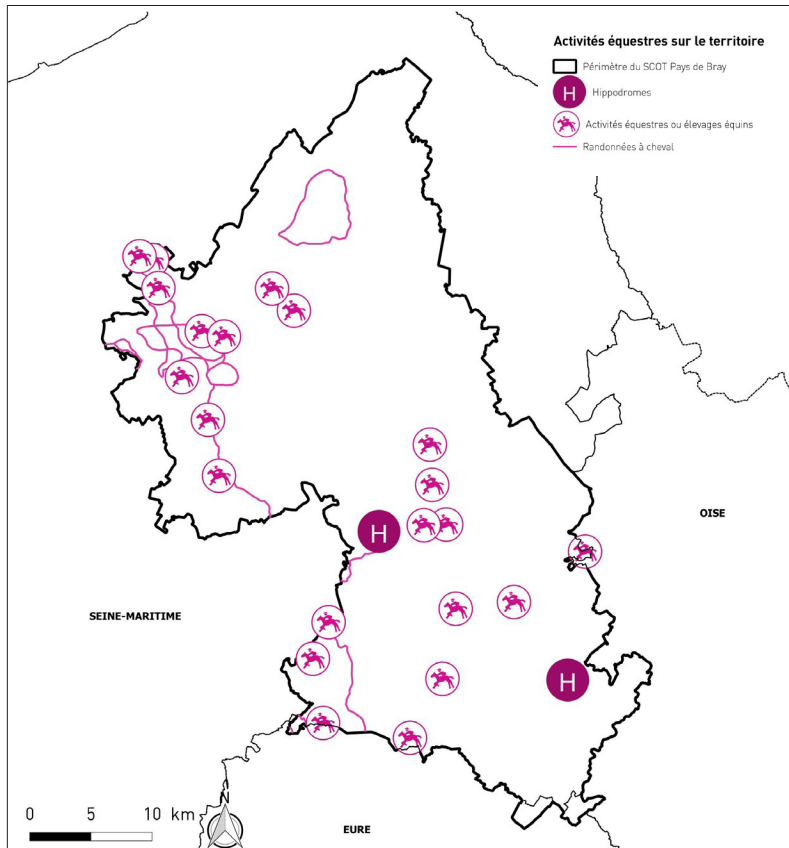 Activités équestres sur le territoire
Périmètre du SCOT Pays de Bray
H
Hippodromes
Activités équestres ou élevages équins
Randonnées à cheval
OISE
H
SEINE-MARITIME
H
0 5 10 km
N
EURE